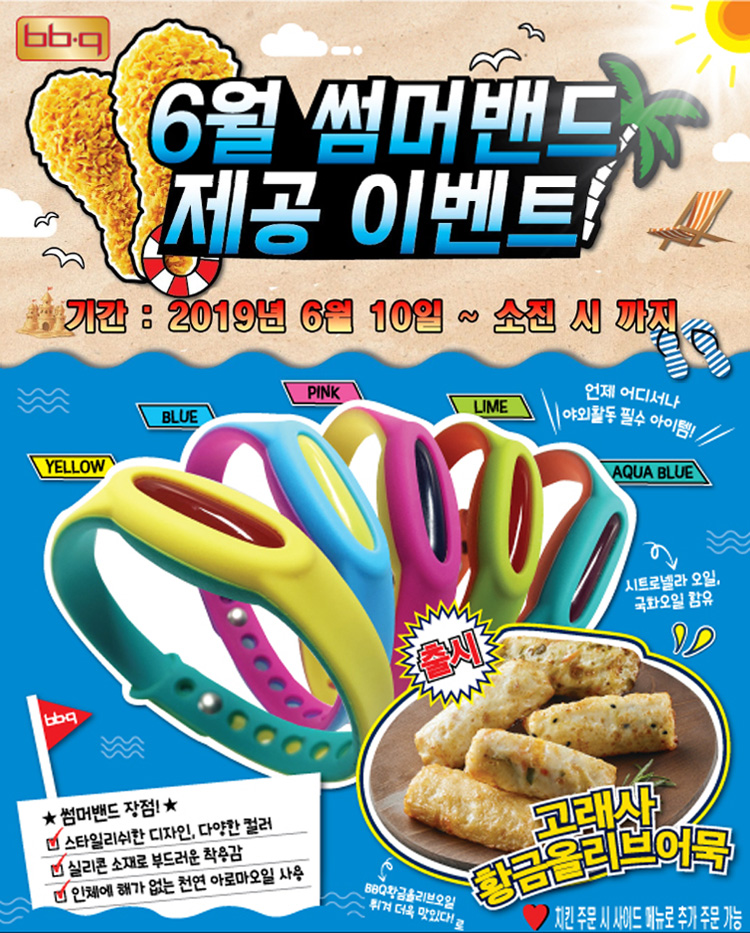 bb.q
6월 썸머밴드
제공 이벤트
기간 : 2019년 6월 10일 ~ 소진 시 까지
언제 어디서나
야외활동 필수 아이템!
PINK
LIME
BLUE
YELLOW
AQUA BLUE
시트로넬라 오일,
국화오일 함유
출시
bb.q
★썸머밴드 장점!★
스타일리쉬한 디자인, 다양한 컬러
실리콘 소재로 부드러운 착용감
인체에 해가 없는 천연 아로마오일 사용
고래사
황금올리브어묵
BBQ황금올리브오일로
튀겨 더욱 맛있다!
♥ 치킨 주문 시 사이드 메뉴로 추가 주문 가능